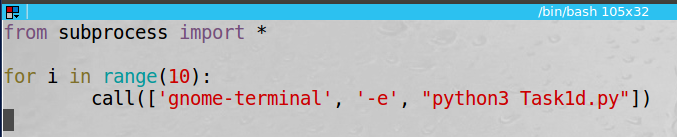 /bin/bash 105x32
from subprocess import *
for i in range(10):
call(['gnome-terminal', '-e', "python3 Task1d.py"])